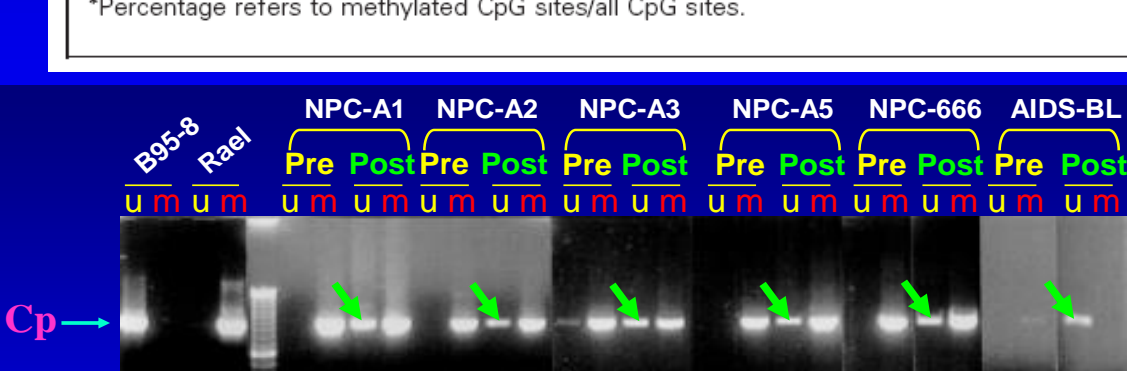 *Percentage refers to methylated CpG sites/all CpG sites.
NPC-A1 NPC-A2 NPC-A3 NPC-A5 NPC-666 AIDS-BL
B95-8 Rael
Pre Post Pre Post Pre Post Pre Post Pre Post Pre Post
u m u m u m u m u m u m u m u m u m u m u m u m u m u m
Cp